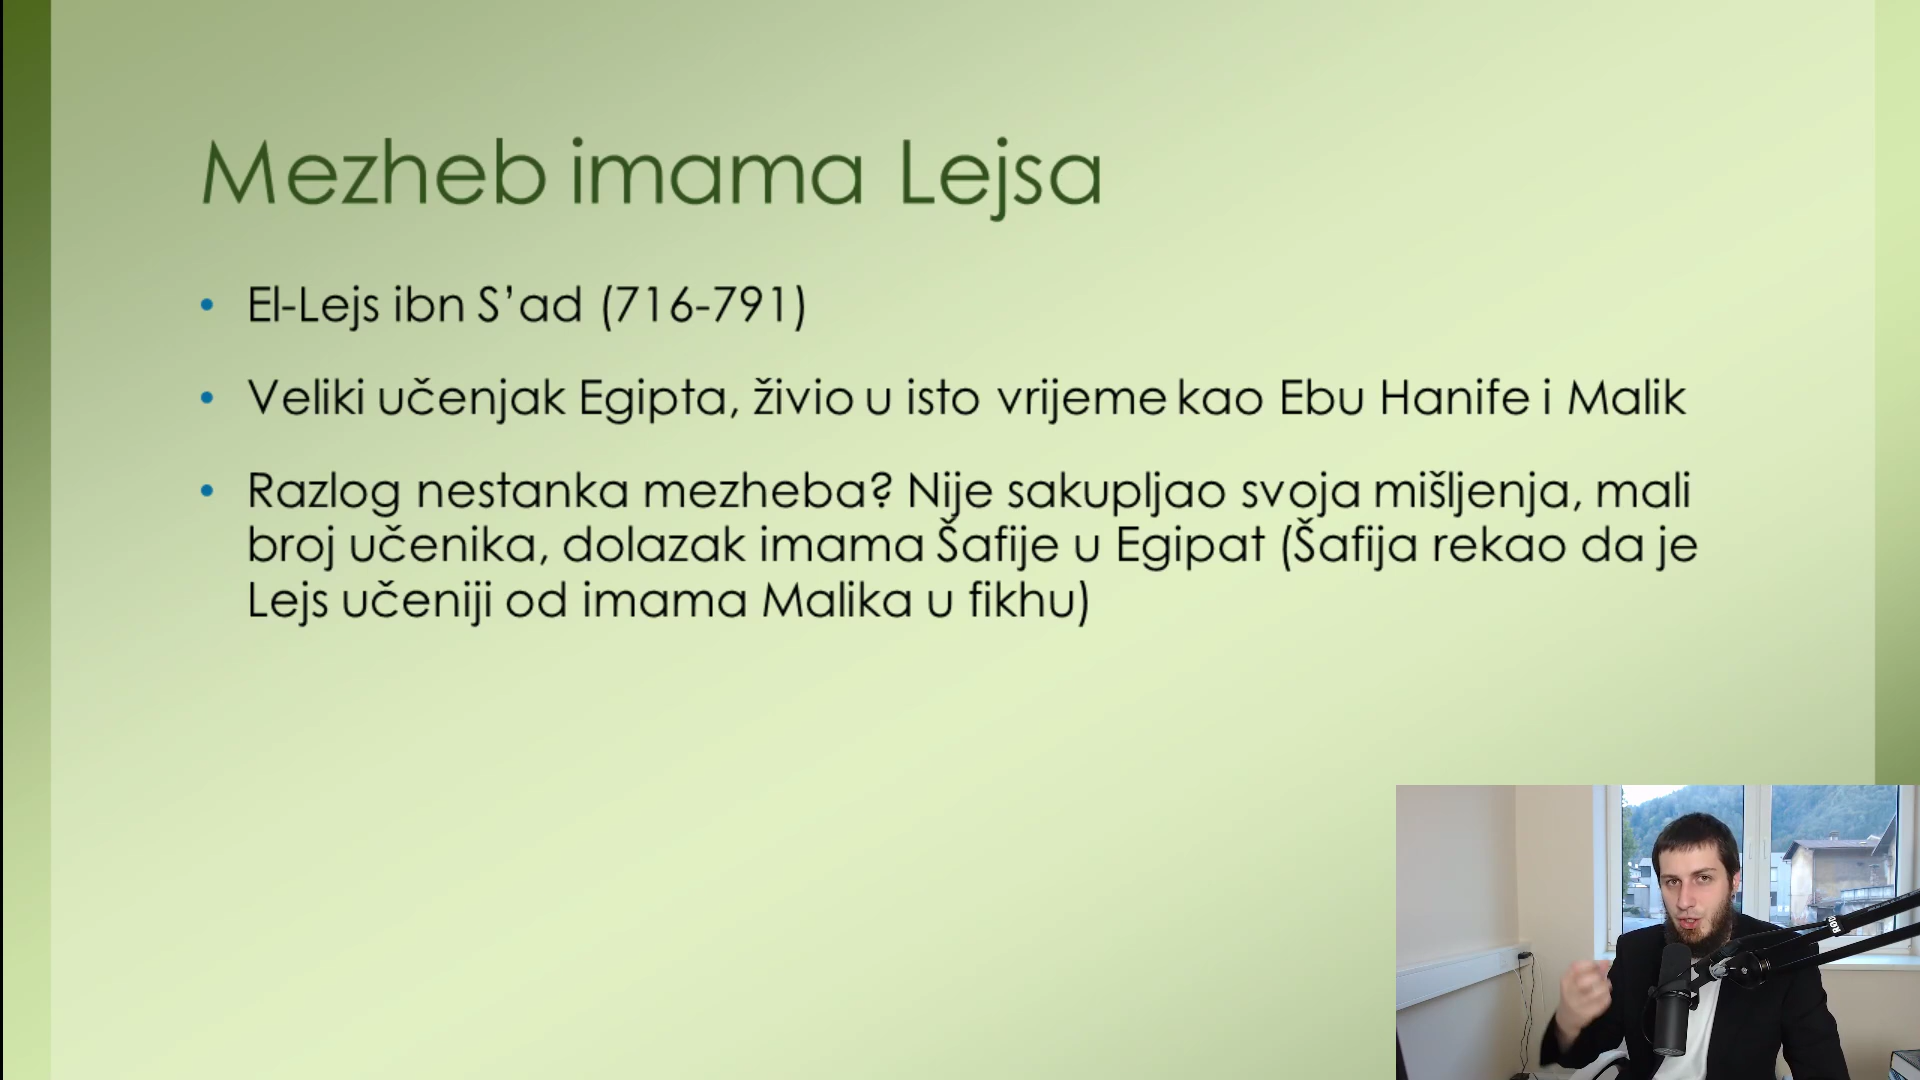 Mezheb imama Lejsa
• El-Lejs ibn S’ad (716-791)
• Veliki učenjak Egipta, živio u isto vrijeme kao Ebu Hanife i Malik
• Razlog nestanka mezheba? Nije sakupljao svoja mišljenja, mali
broj učenika, dolazak imama Šafije u Egipat (Šafija rekao da je
Lejs učeniji od imama Malika u fikhu)